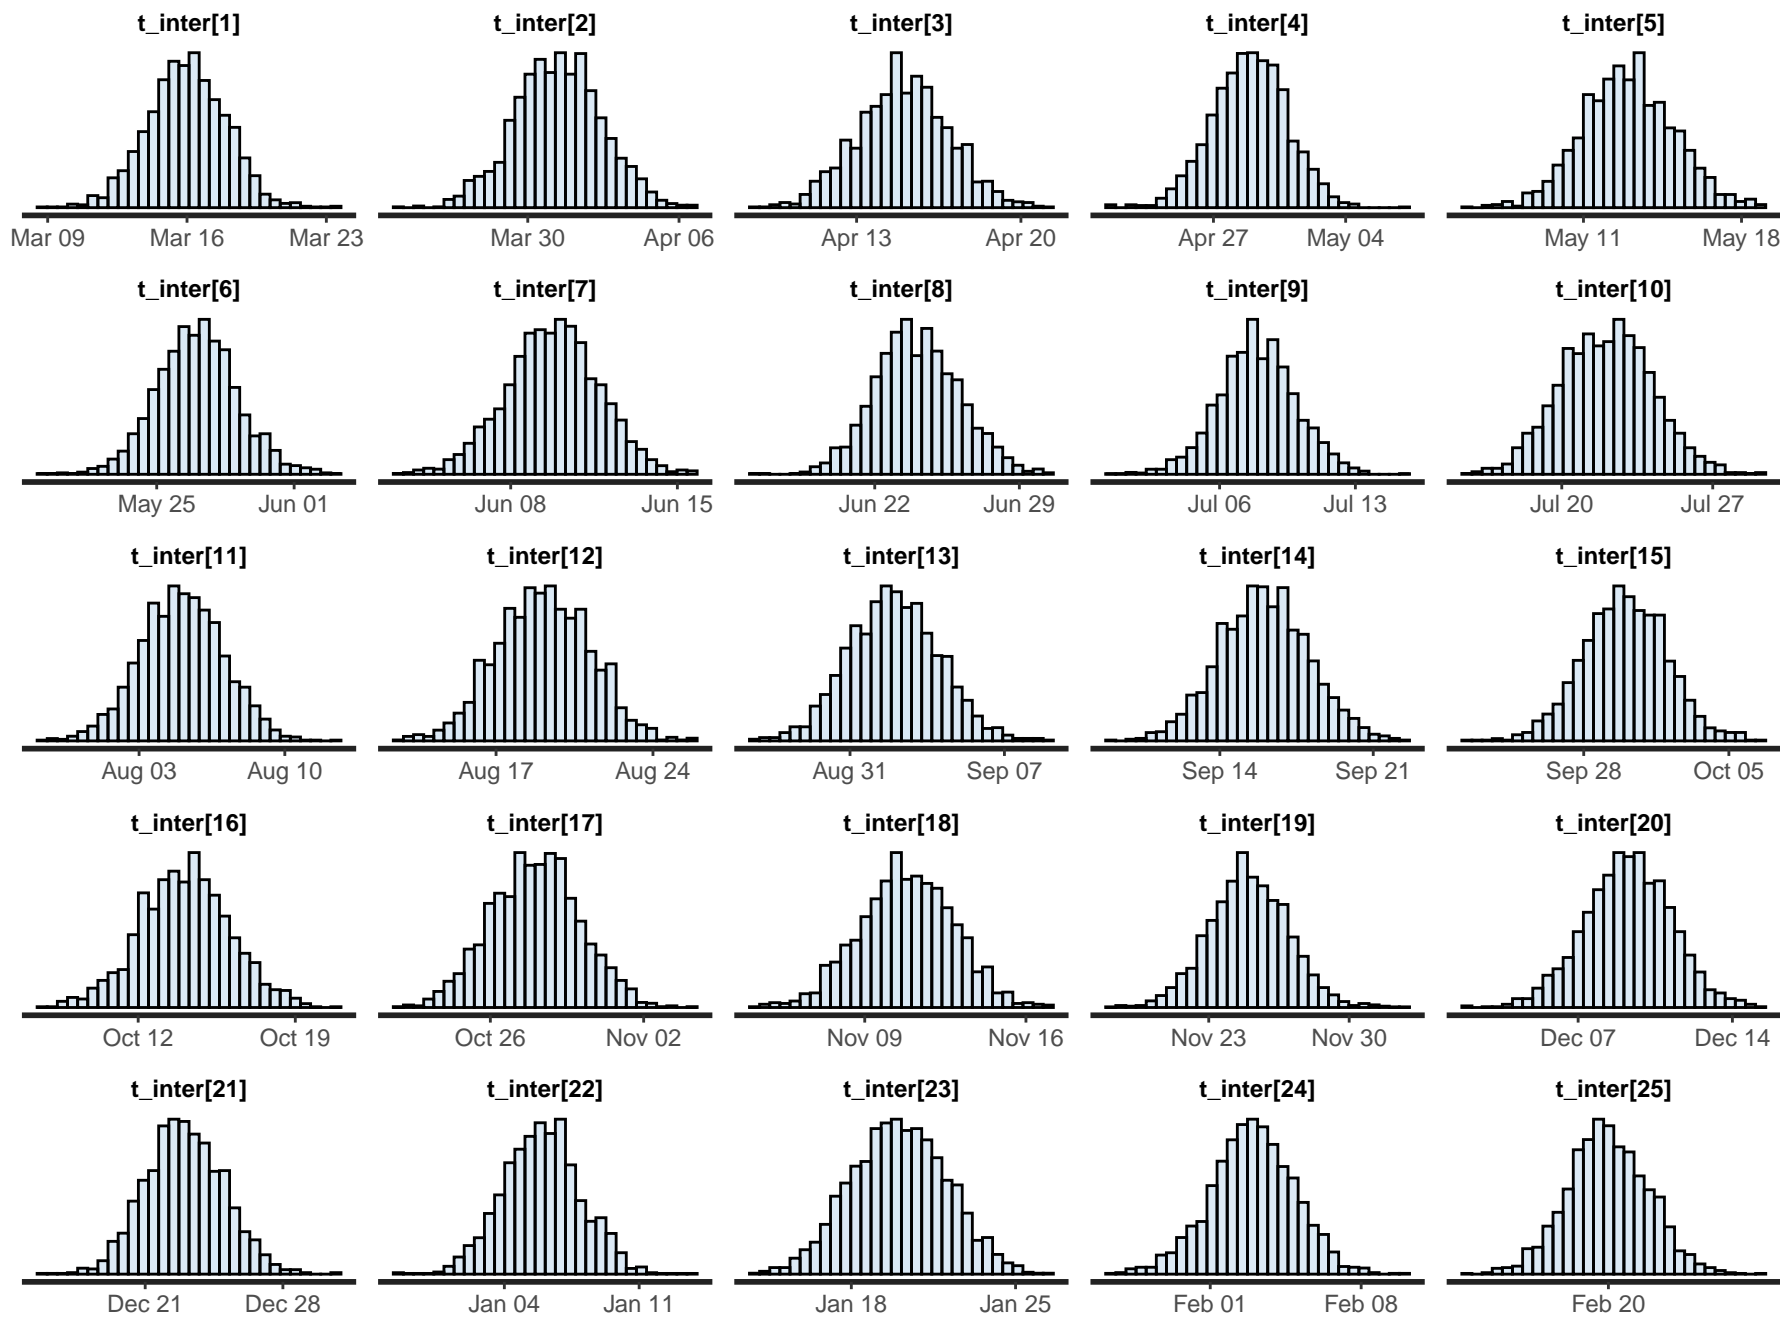 t_inter[1] t_inter[2] t_inter[3] t_inter[4] t_inter[5]
Mar 09 Mar 16 Mar 23 Mar 30 Apr 06 Apr 13 Apr 20 Apr 27 May 04 May 11 May 18
t_inter[6] t_inter[7] t_inter[8] t_inter[9] t_inter[10]
May 25 Jun 01 Jun 08 Jun 15 Jun 22 Jun 29 Jul 06 Jul 13 Jul 20 Jul 27
t_inter[11] t_inter[12] t_inter[13] t_inter[14] t_inter[15]
Aug 03 Aug 10 Aug 17 Aug 24 Aug 31 Sep 07 Sep 14 Sep 21 Sep 28 Oct 05
t_inter[16] t_inter[17] t_inter[18] t_inter[19] t_inter[20]
Oct 12 Oct 19 Oct 26 Nov 02 Nov 09 Nov 16 Nov 23 Nov 30 Dec 07 Dec 14
t_inter[21] t_inter[22] t_inter[23] t_inter[24] t_inter[25]
Dec 21 Dec 28 Jan 04 Jan 11 Jan 18 Jan 25 Feb 01 Feb 08 Feb 20